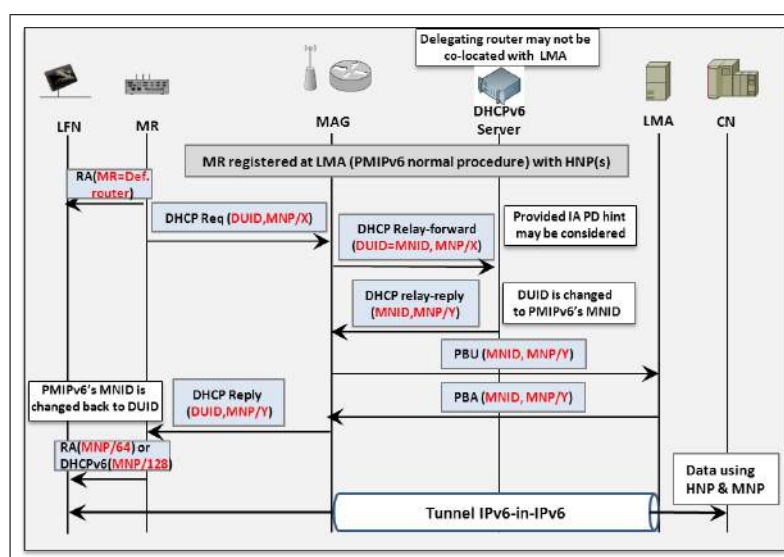 Delegating router may not be
co-located with LMA
LFN
MR
MAG
DHCPv6
Server
LMA
CN
MR registered at LMA (PMIPv6 normal procedure) with HNP(s)
RA(MR=Def.
router)
DHCP Req (DUID,MNP/X)
DHCP Relay-forward
(DUID=MNID, MNP/X)
Provided IA PD hint
may be considered
DHCP relay-reply
(MNID,MNP/Y)
DUID is changed
to PMIPv6's MNID
PBU (MNID, MNP/Y)
PMIPv6's MNID is
changed back to DUID
DHCP Reply
(DUID,MNP/Y)
PBA (MNID, MNP/Y)
RA(MNP/64) or
DHCPv6(MNP/128)
Data using
HNP & MNP
Tunnel IPv6-in-IPv6